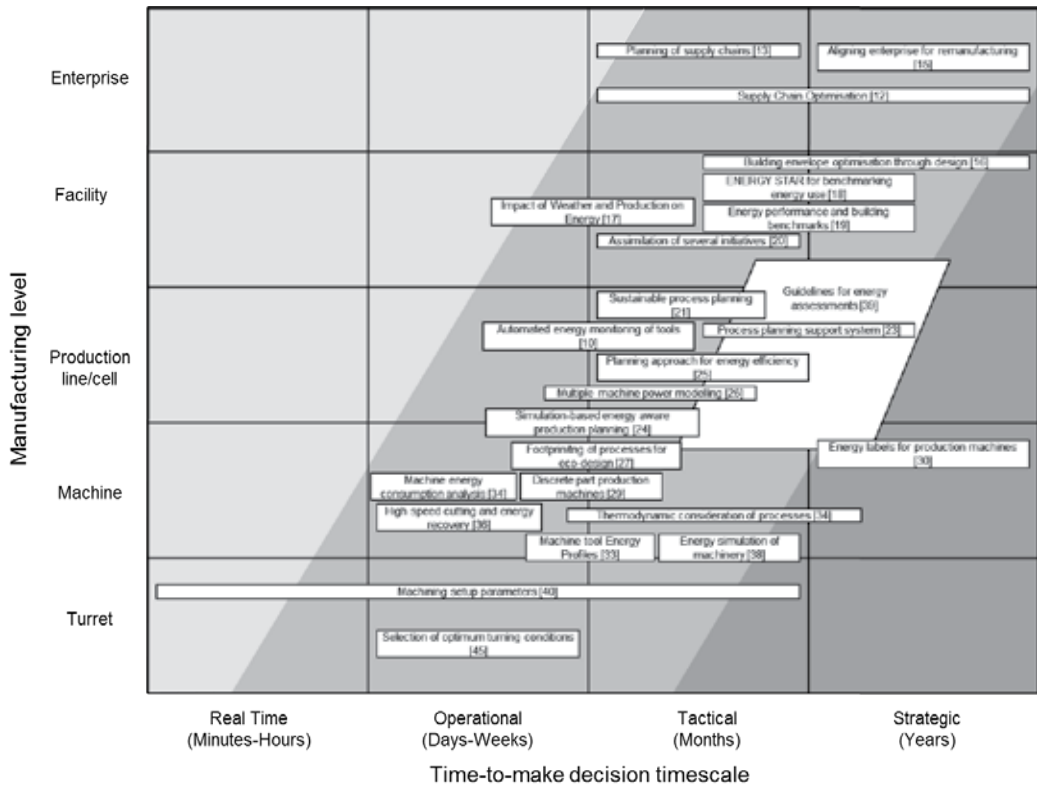 Enterprise
Planning of supply chains [13]
Aligning enterprise for remanufacturing
[15]
Supply Chain Optimisation [12]
Facility
Building envelope optimisation through design [16]
ENERGY STAR for benchmarking
energy use [18]
Impact of Weather and Production on
Energy [17]
Energy performance and building
benchmarks [19]
Assimilation of several initiatives [20]
Manufacturing level
Production
line/cell
Guidelines for energy
assessments [39]
Sustainable process planning
[21]
Automated energy monitoring of tools
[10]
Process planning support system [23]
Planning approach for energy efficiency
[25]
Multiple machine power modelling [26]
Simulation-based energy aware
production planning [24]
Machine
Footprinting of processes for
eco-design [27]
Energy labels for production machines
[30]
Machine energy
consumption analysis [34]
Discrete part production
machines [29]
High speed cutting and energy
recovery [36]
Thermodynamic consideration of processes [34]
Machine tool Energy
Profiles [33]
Energy simulation of
machinery [38]
Turret
Machining setup parameters [40]
Selection of optimum turning conditions
[45]
Real Time
(Minutes-Hours)
Operational
(Days-Weeks)
Tactical
(Months)
Strategic
(Years)
Time-to-make decision timescale